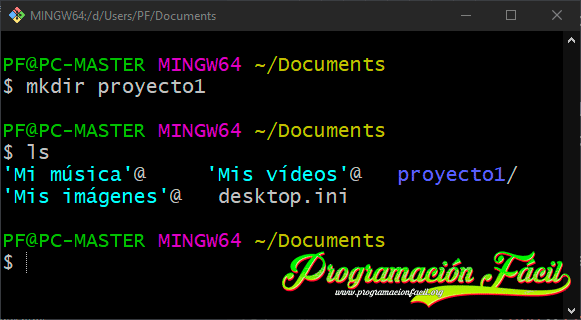 MINGW64:/d/Users/PF/Documents
PF@PC-MASTER MINGW64 ~/Documents
$ mkdir proyecto1
PF@PC-MASTER MINGW64 ~/Documents
$ ls
'Mi música'@ 'Mis vídeos'@ proyecto1/
'Mis imágenes'@ desktop.ini
PF@PC-MASTER MINGW64 ~/Documents
$
Programación Fácil
www.programacionfacil.org